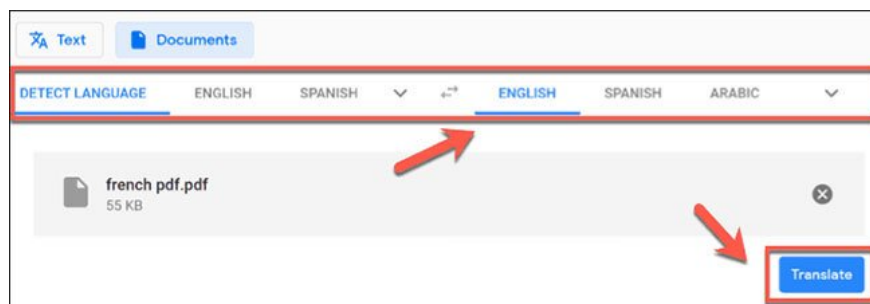 Text Documents
DETECT LANGUAGE ENGLISH SPANISH ENGLISH SPANISH ARABIC
french pdf.pdf
55 KB
Translate